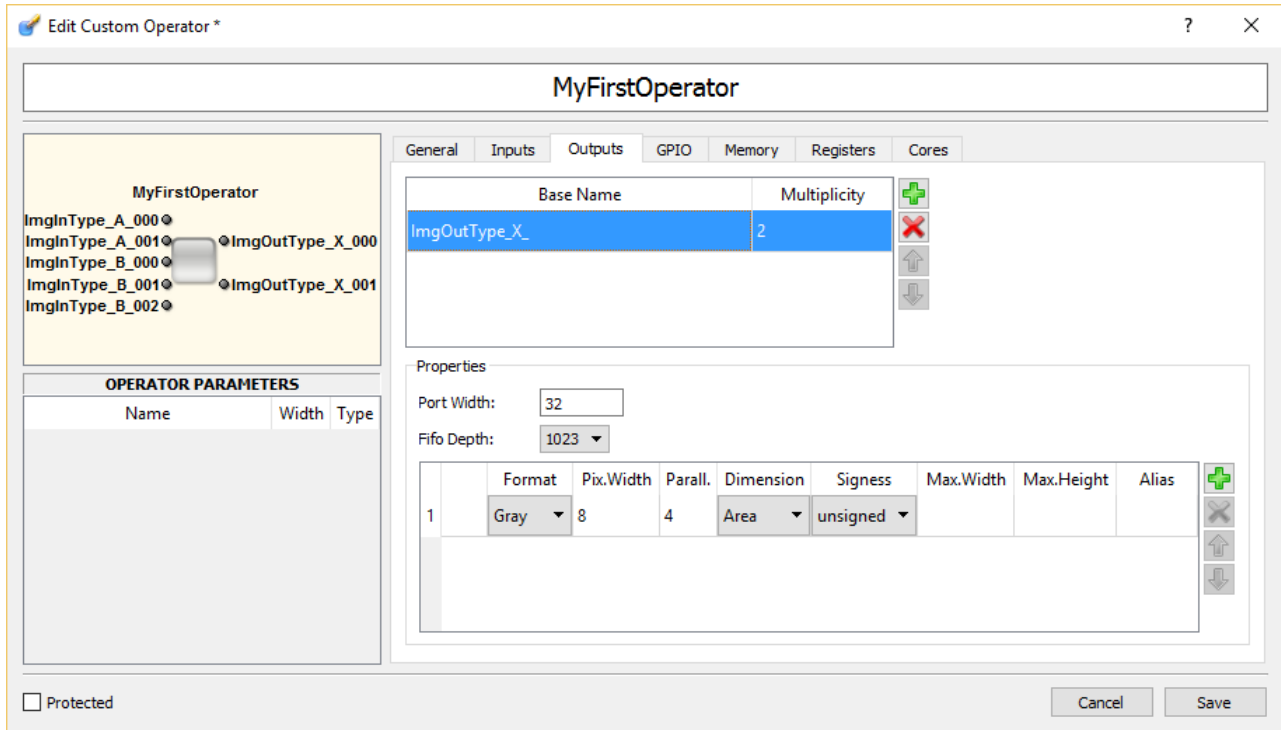 Edit Custom Operator *
?
MyFirstOperator
MyFirstOperator
ImgInType_A_000
ImgInType_A_001
ImgOutType_X_000
ImgInType_B_000
ImgInType_B_001
ImgOutType_X_001
ImgInType_B_002
OPERATOR PARAMETERS
Name Width Type
General Inputs Outputs GPIO Memory Registers Cores
Base Name Multiplicity
ImgOutType_X_ 2
Properties
Port Width: 32
Fifo Depth: 1023
Format Pix.Width Parall. Dimension Signess Max.Width Max.Height Alias
1 Gray 8 4 Area unsigned
Protected
Cancel Save